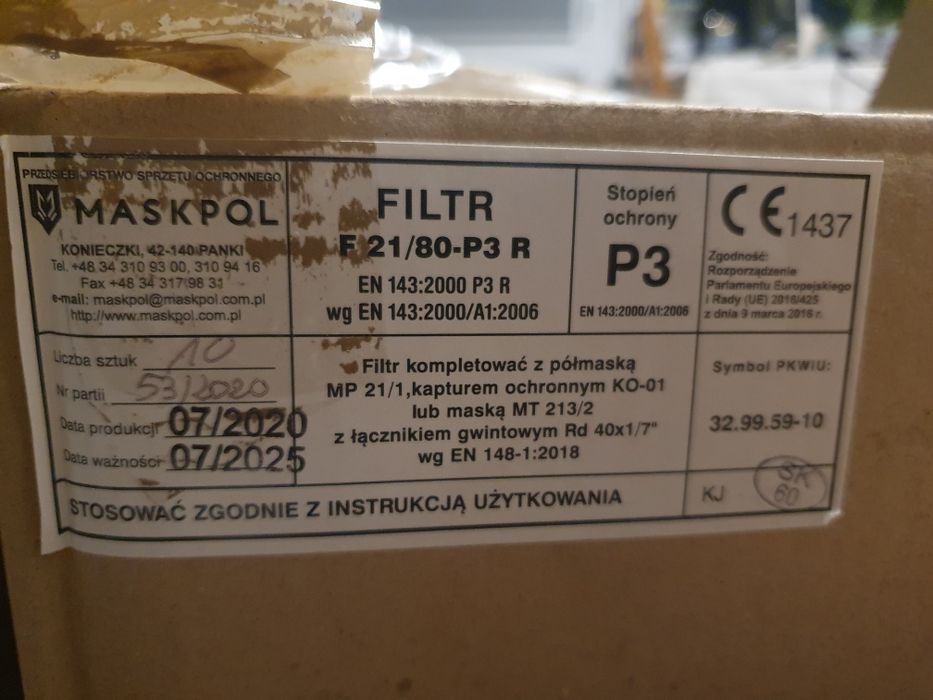 PRZEDSIĘBIORSTWO SPRZĘTU OCHRONNEGO
MASKPOL
KONIECZKI, 42-140 PANKI
Tel. +48 34 310 93 00, 310 94 16
Fax +48 34 317 98 31
e-mail: maskpol@maskpol.com.pl
http://www.maskpol.com.pl
FILTR
F 21/80-P3 R
EN 143:2000 P3 R
wg EN 143:2000/A1:2006
Stopień
ochrony
P3
EN 143:2000/A1:2006
CE 1437
Zgodność:
Rozporządzenie
Parlamentu Europejskiego
i Rady (UE) 2016/425
z dnia 9 marca 2016 r.
Liczba sztuk 10
Nr partii 53/2020
Data produkcji 07/2020
Data ważności 07/2025
Filtr kompletować z półmaską
MP 21/1,kapturem ochronnym KO-01
lub maską MT 213/2
z łącznikiem gwintowym Rd 40x1/7"
wg EN 148-1:2018
Symbol PKWiU:
32.99.59-10
STOSOWAĆ ZGODNIE Z INSTRUKCJĄ UŻYTKOWANIA
KJ
SK
60